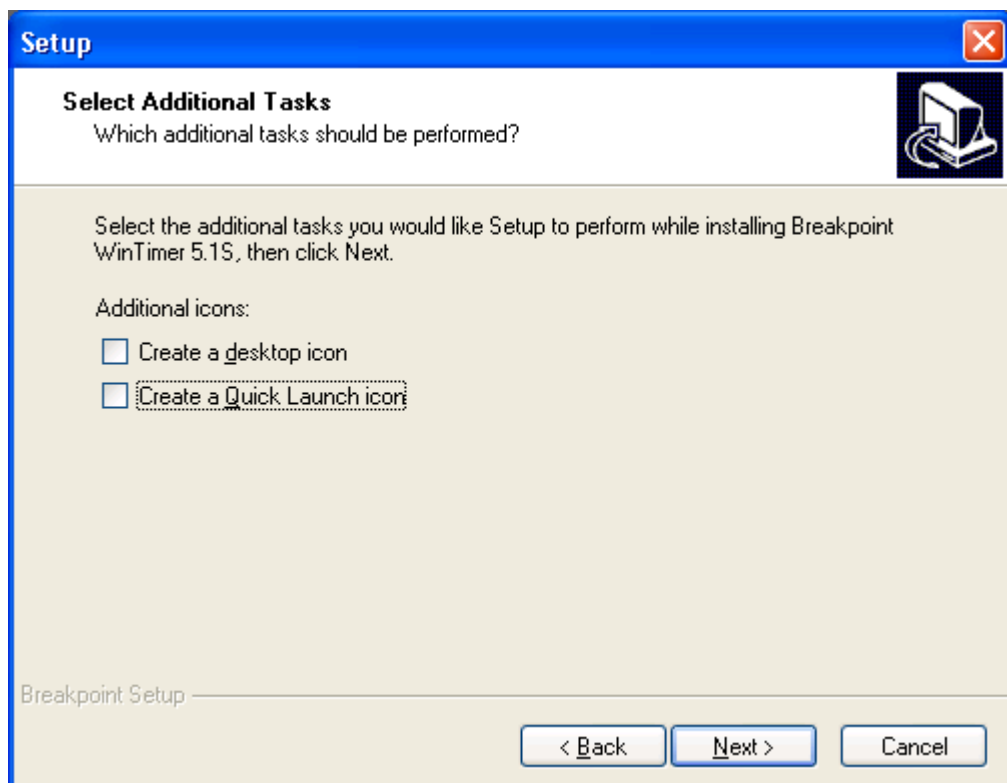 Setup
Select Additional Tasks
Which additional tasks should be performed?
Select the additional tasks you would like Setup to perform while installing Breakpoint
WinTimer 5.1S, then click Next.
Additional icons:
Create a desktop icon
Create a Quick Launch icon
Breakpoint Setup
< Back Next > Cancel